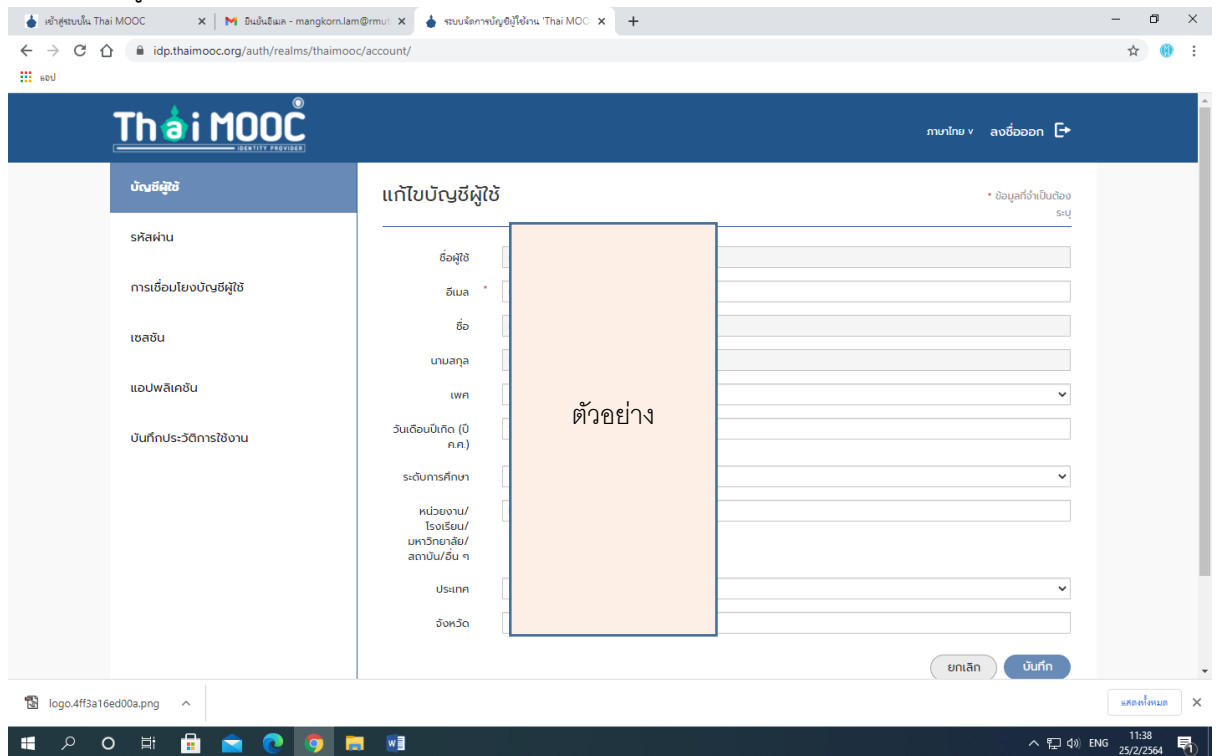 เข้าสู่ระบบใน Thai MOOC
ยืนยันอีเมล - mangkorn.lam@rmut
ระบบจัดการบัญชีผู้ใช้งาน 'Thai MOO
idp.thaimooc.org/auth/realms/thaimooc/account/
แอป
Thai MOOC
IDENTITY PROVIDER
ภาษาไทย
ลงชื่อออก
บัญชีผู้ใช้
รหัสผ่าน
การเชื่อมโยงบัญชีผู้ใช้
เซสชัน
แอปพลิเคชัน
บันทึกประวัติการใช้งาน
แก้ไขบัญชีผู้ใช้
* ข้อมูลที่จำเป็นต้อง
ระบุ
ชื่อผู้ใช้
อีเมล *
ชื่อ
นามสกุล
เพศ
วันเดือนปีเกิด (ปี
ค.ศ.)
ระดับการศึกษา
หน่วยงาน/
โรงเรียน/
มหาวิทยาลัย/
สถาบัน/อื่น ๆ
ประเทศ
จังหวัด
ตัวอย่าง
ยกเลิก
บันทึก
logo.4ff3a16ed00a.png
แสดงทั้งหมด
ENG
11:38
25/2/2564